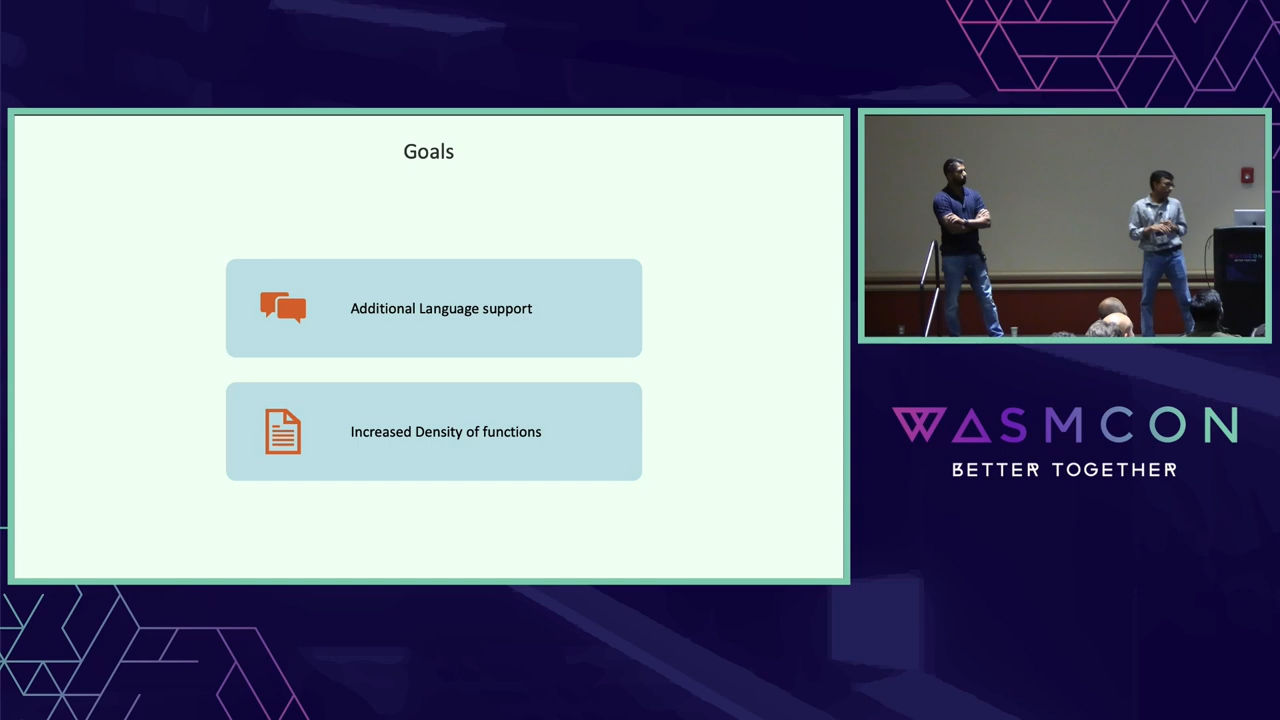 Goals
Additional Language support
Increased Density of functions
WASMCON
BETTER TOGETHER